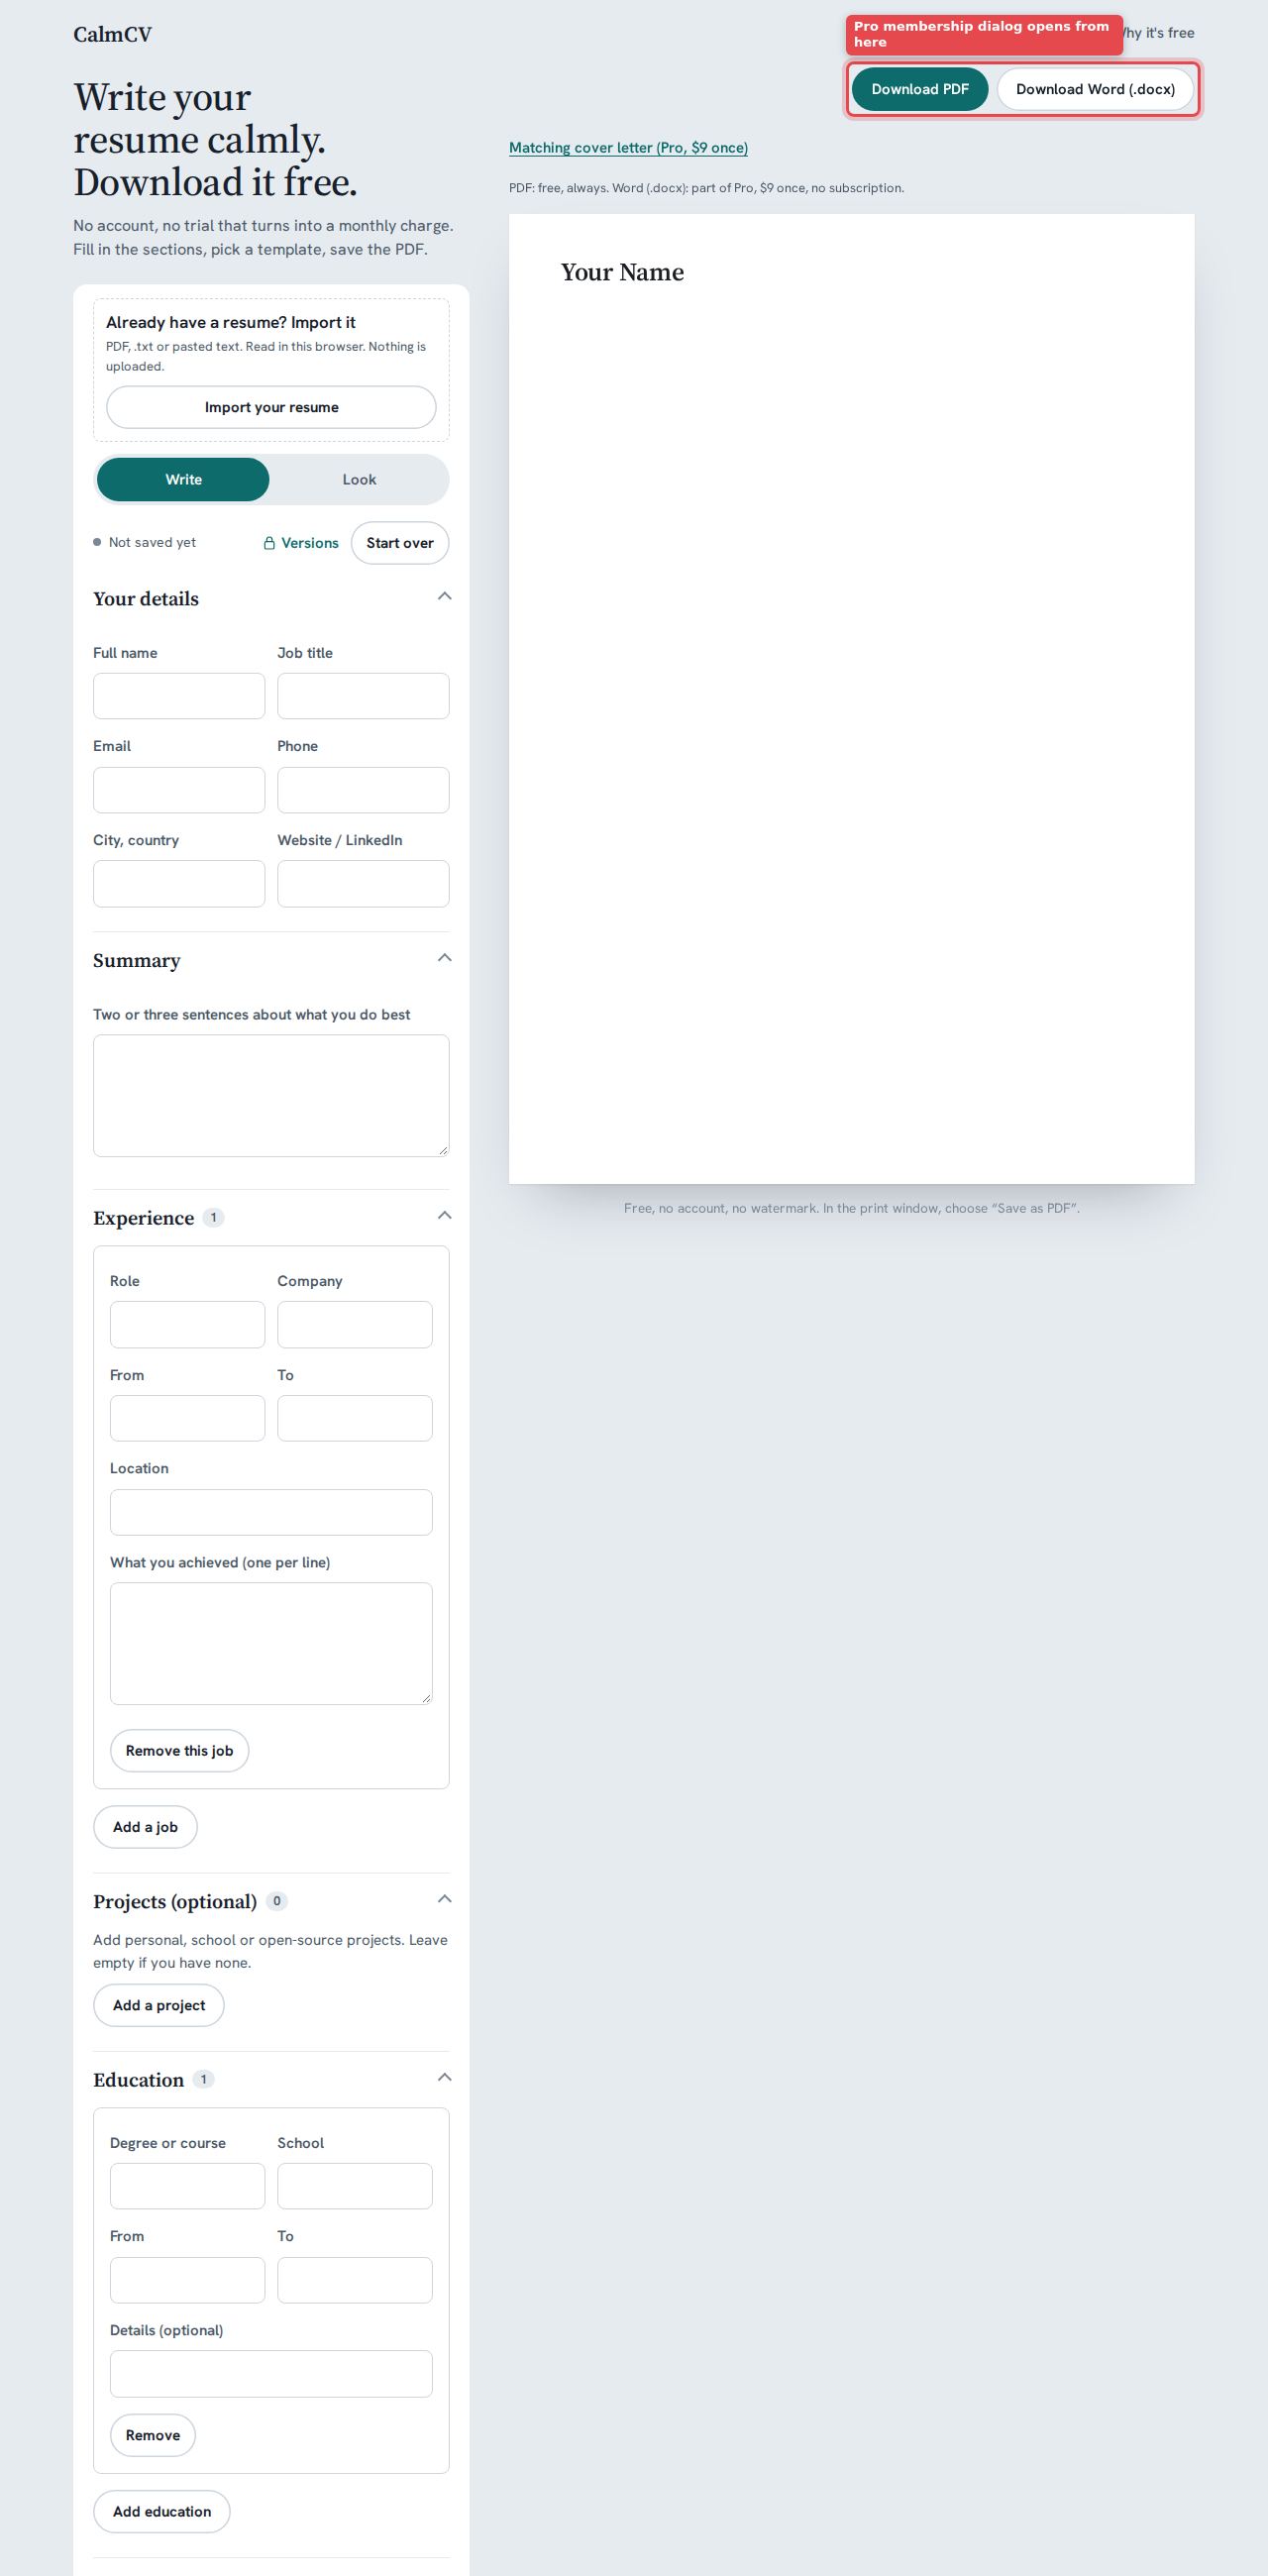 CalmCV
Pro membership dialog opens from
here
hy it's free
Download PDF
Download Word (.docx)
Write your
resume calmly.
Download it free.
No account, no trial that turns into a monthly charge.
Fill in the sections, pick a template, save the PDF.
Matching cover letter (Pro, $9 once)
PDF: free, always. Word (.docx): part of Pro, $9 once, no subscription.
Already have a resume? Import it
PDF, .txt or pasted text. Read in this browser. Nothing is
uploaded.
Import your resume
Write
Look
Not saved yet
Versions
Start over
Your details
Full name
Job title
Email
Phone
City, country
Website / LinkedIn
Summary
Two or three sentences about what you do best
Experience 1
Role
Company
From
To
Location
What you achieved (one per line)
Remove this job
Add a job
Projects (optional) 0
Add personal, school or open-source projects. Leave
empty if you have none.
Add a project
Education 1
Degree or course
School
From
To
Details (optional)
Remove
Add education
Your Name
Free, no account, no watermark. In the print window, choose “Save as PDF”.